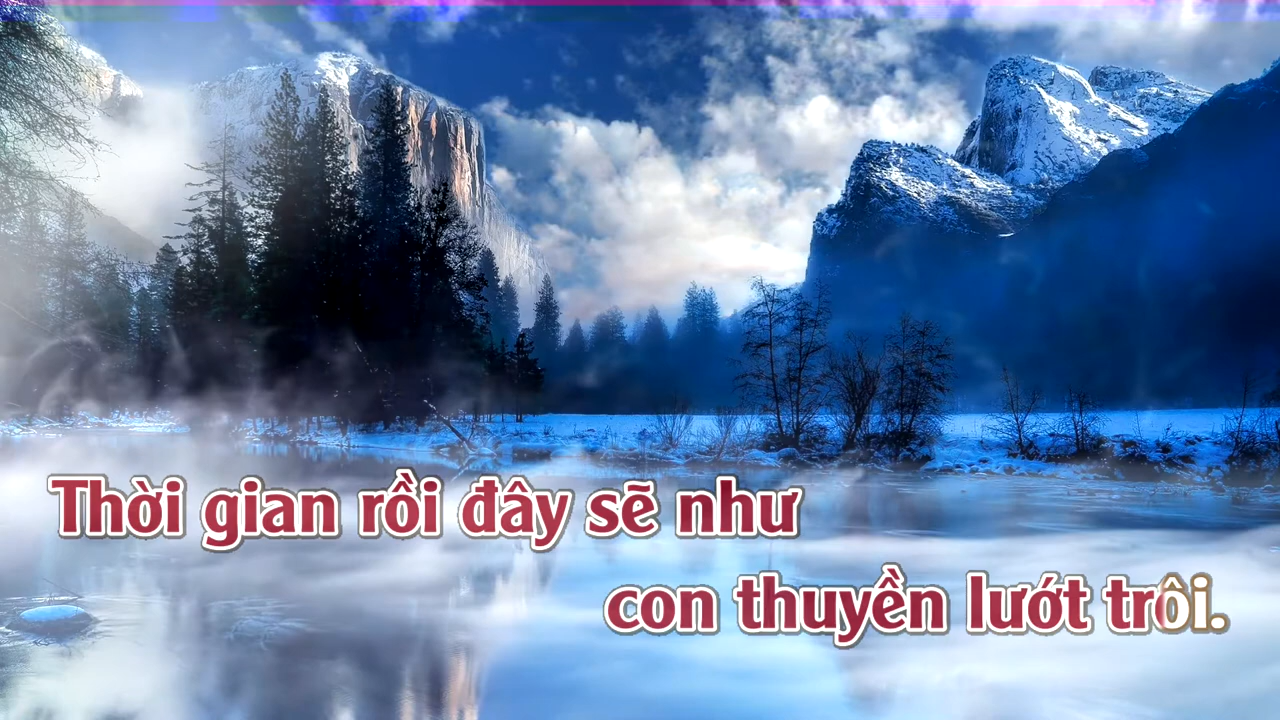 Thời gian rồi đây sẽ như
con thuyền lướt trôi.